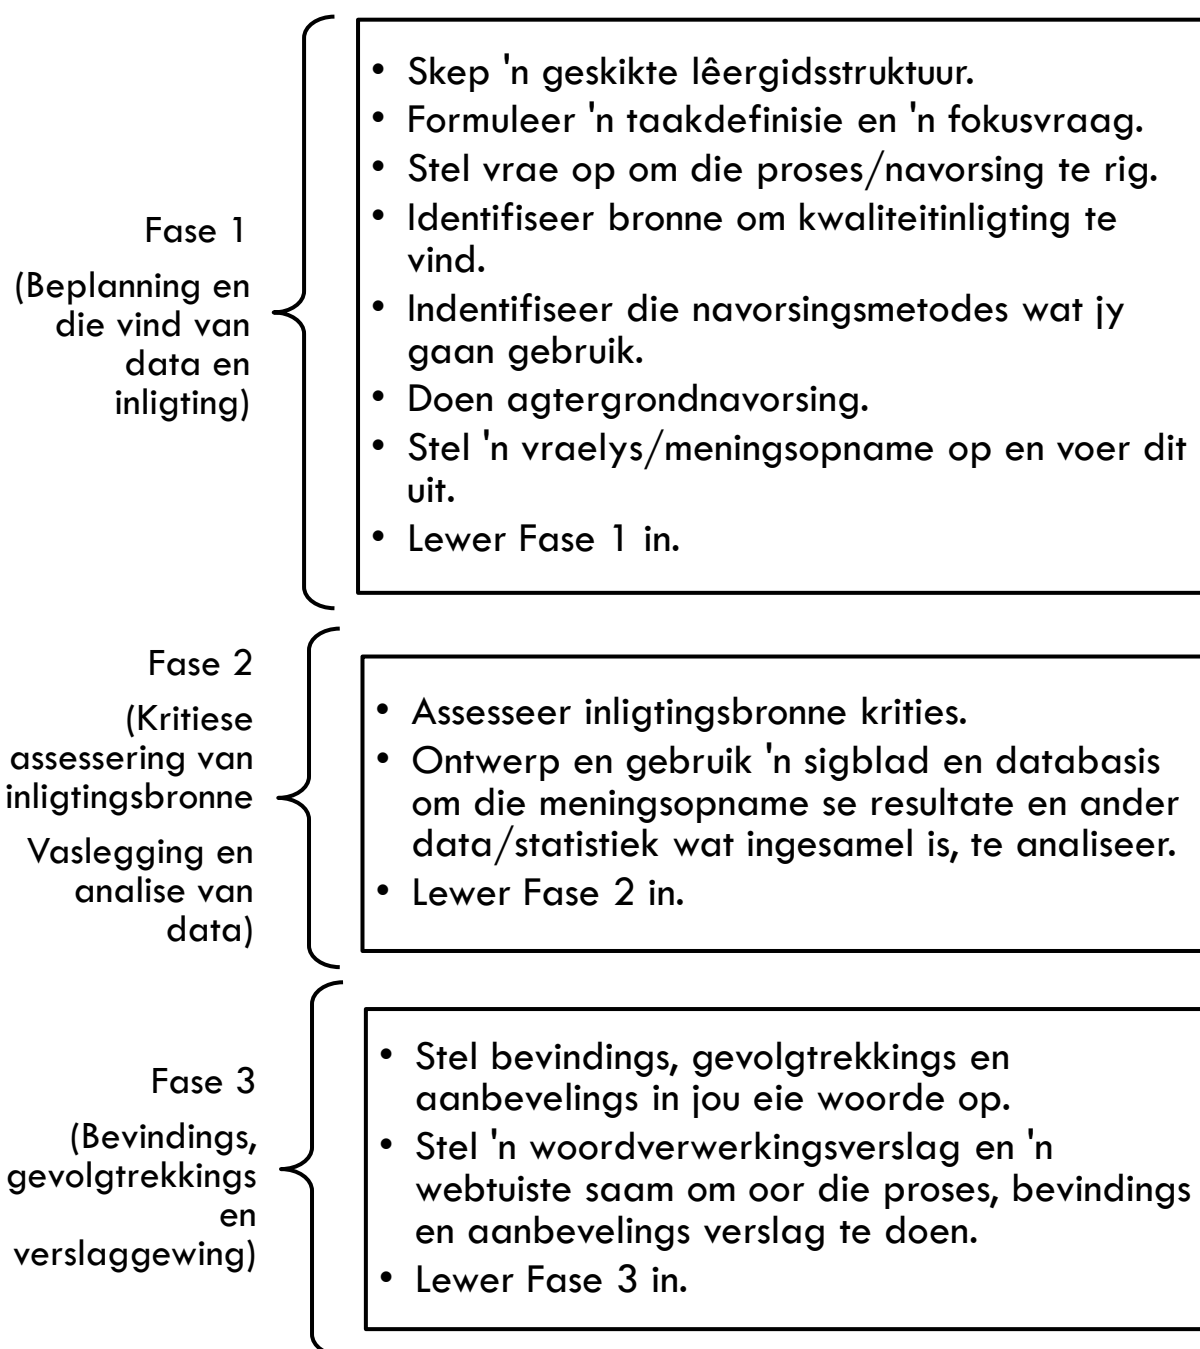 Fase 1
(Beplanning en
die vind van
data en
inligting)
• Skep 'n geskikte lêergidsstruktuur.
• Formuleer 'n taakdefinisie en 'n fokusvraag.
• Stel vrae op om die proses/navorsing te rig.
• Identifiseer bronne om kwaliteitinligting te
vind.
• Indentifiseer die navorsingsmetodes wat jy
gaan gebruik.
• Doen agtergrondnavorsing.
• Stel 'n vraelys/meningsopname op en voer dit
uit.
• Lewer Fase 1 in.
Fase 2
(Kritiese
assessering van
inligtingsbronne
Vaslegging en
analise van
data)
• Assesseer inligtingsbronne krities.
• Ontwerp en gebruik 'n sigblad en databasis
om die meningsopname se resultate en ander
data/statistiek wat ingesamel is, te analiseer.
• Lewer Fase 2 in.
Fase 3
(Bevindings,
gevolgtrekkings
en
verslaggewing)
• Stel bevindings, gevolgtrekkings en
aanbevelings in jou eie woorde op.
• Stel 'n woordverwerkingsverslag en 'n
webtuiste saam om oor die proses, bevindings
en aanbevelings verslag te doen.
• Lewer Fase 3 in.